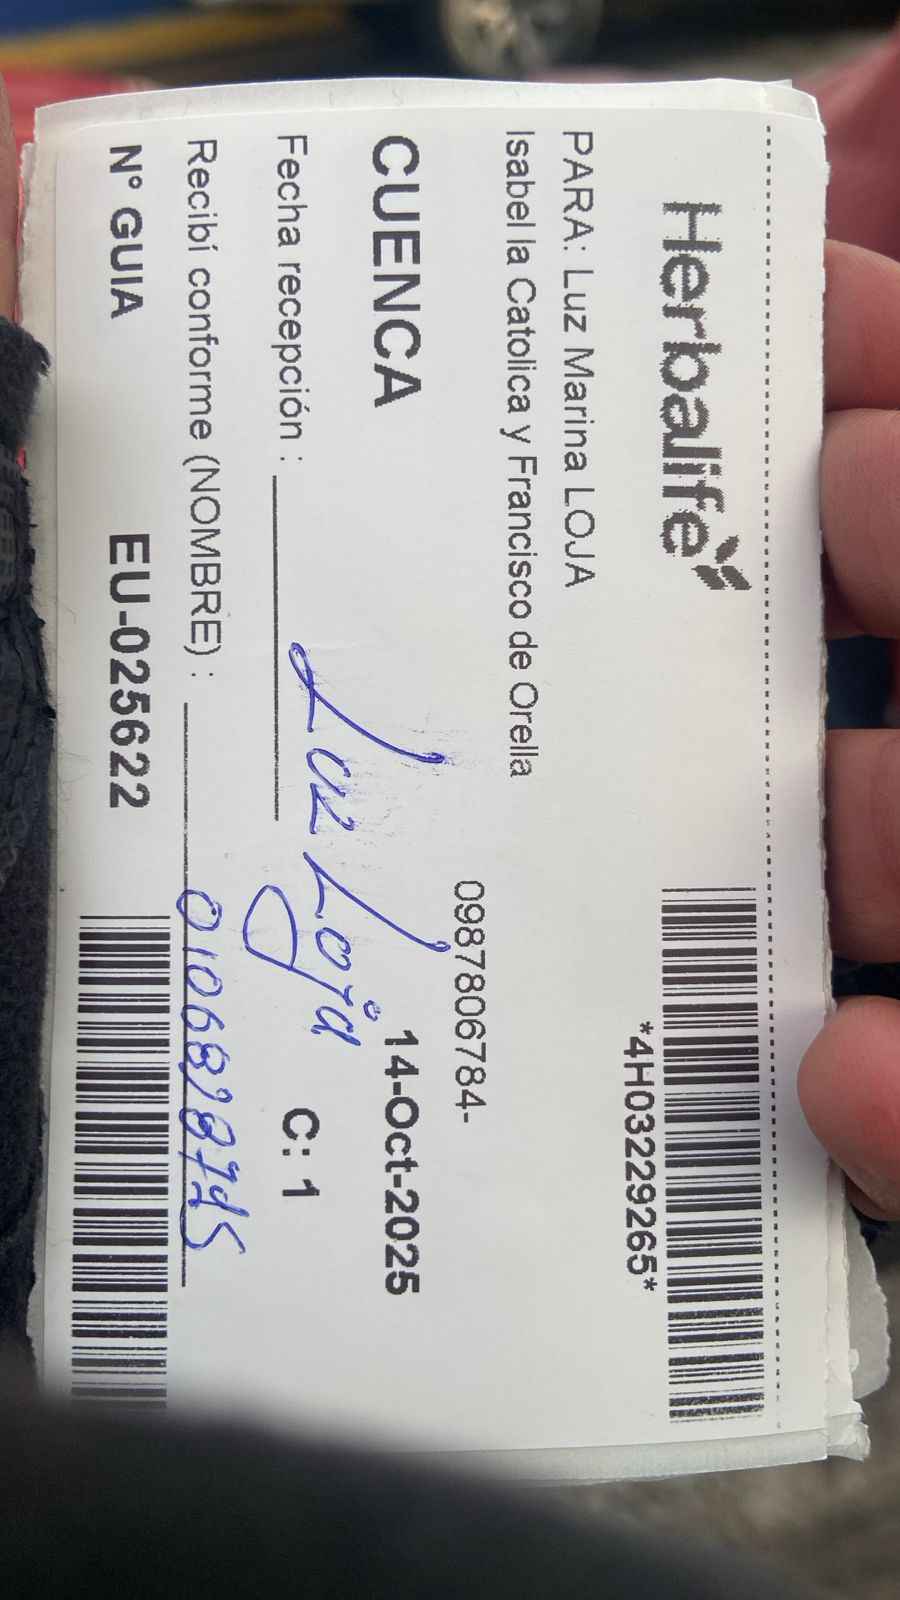 Herbalife
*4H03229265*
PARA: Luz Marina LOJA
Isabel la Catolica y Francisco de Orella
0987806784-
CUENCA
14-Oct-2025
Luz Loja
Fecha recepción :
C: 1
Recibí conforme (NOMBRE) :
N° GUIA
EU-025622